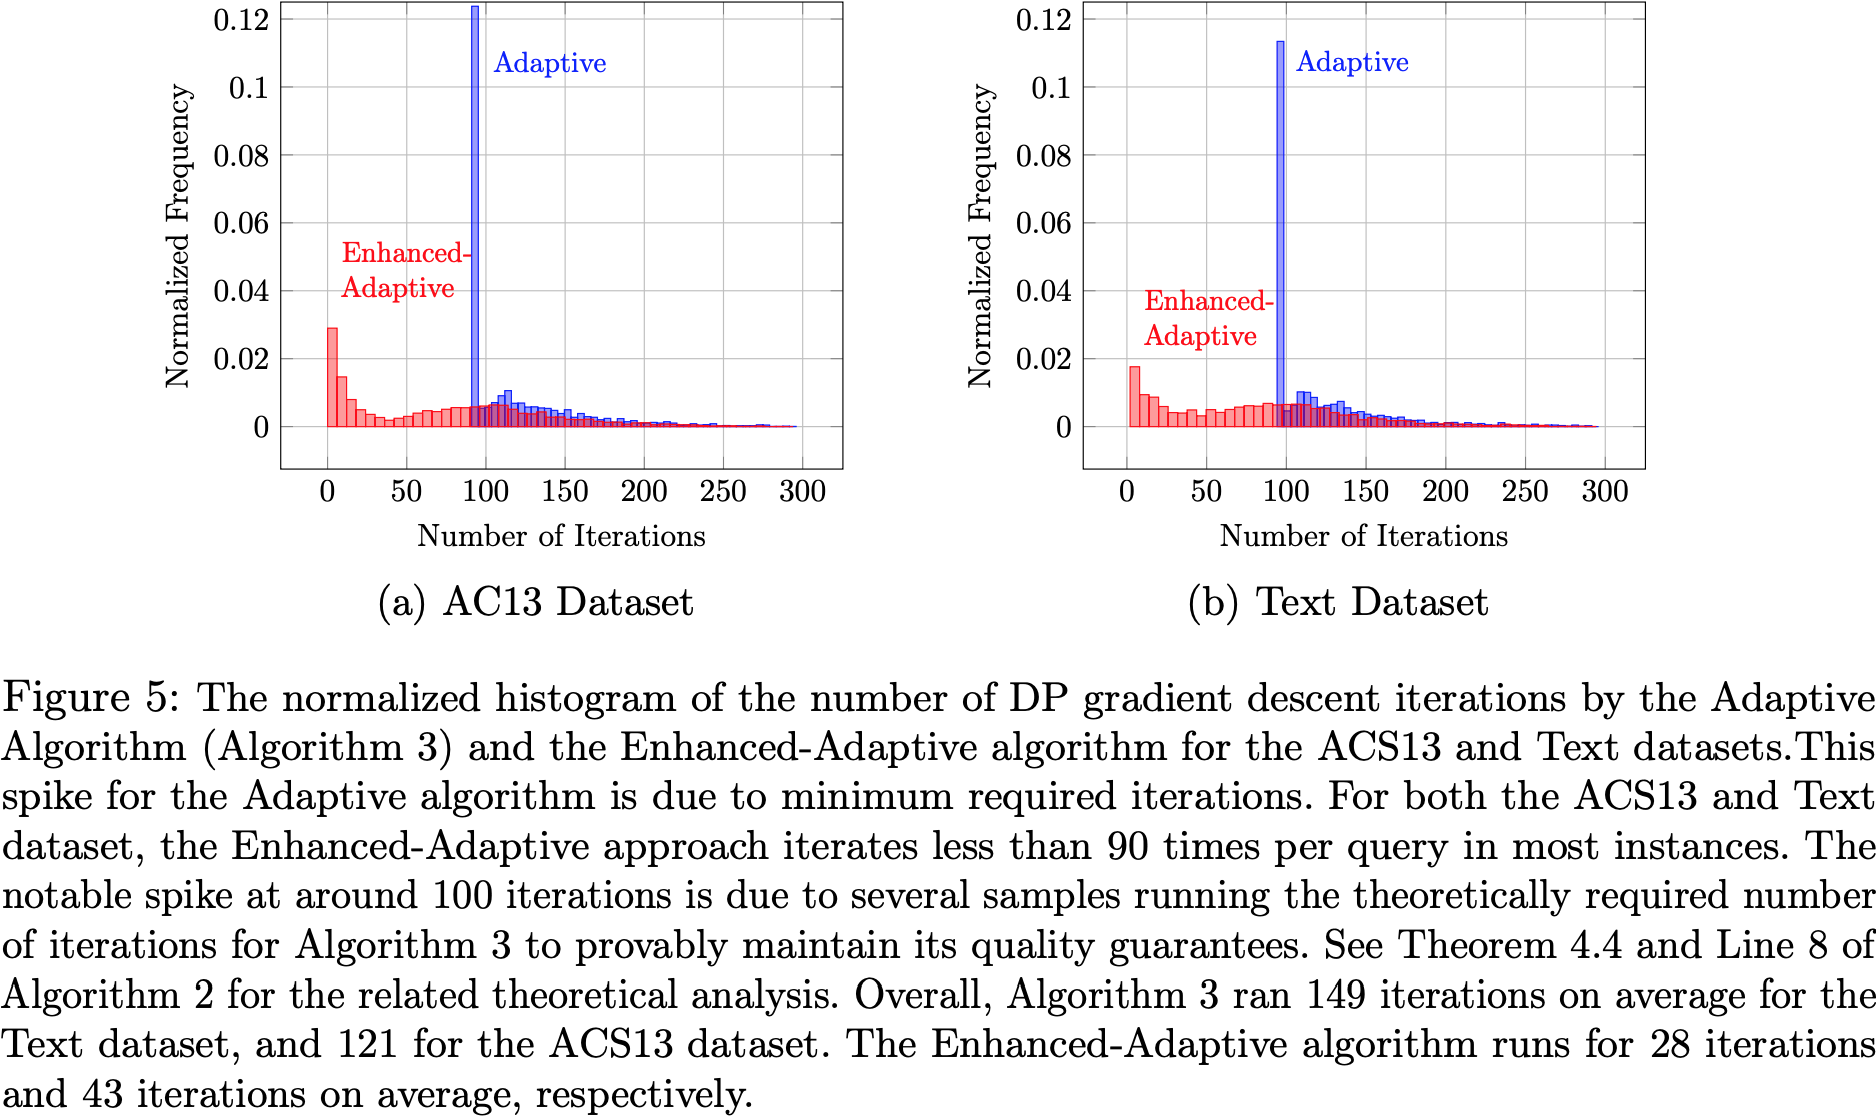 0.12
0.1
0.08
0.06
0.04
0.02
0
Normalized Frequency
Adaptive
Enhanced-
Adaptive
0 50 100 150 200 250 300
Number of Iterations
(a) AC13 Dataset
0.12
0.1
0.08
0.06
0.04
0.02
0
Normalized Frequency
Adaptive
Enhanced-
Adaptive
0 50 100 150 200 250 300
Number of Iterations
(b) Text Dataset
Figure 5: The normalized histogram of the number of DP gradient descent iterations by the Adaptive
Algorithm (Algorithm 3) and the Enhanced-Adaptive algorithm for the ACS13 and Text datasets.This
spike for the Adaptive algorithm is due to minimum required iterations. For both the ACS13 and Text
dataset, the Enhanced-Adaptive approach iterates less than 90 times per query in most instances. The
notable spike at around 100 iterations is due to several samples running the theoretically required number
of iterations for Algorithm 3 to provably maintain its quality guarantees. See Theorem 4.4 and Line 8 of
Algorithm 2 for the related theoretical analysis. Overall, Algorithm 3 ran 149 iterations on average for the
Text dataset, and 121 for the ACS13 dataset. The Enhanced-Adaptive algorithm runs for 28 iterations
and 43 iterations on average, respectively.